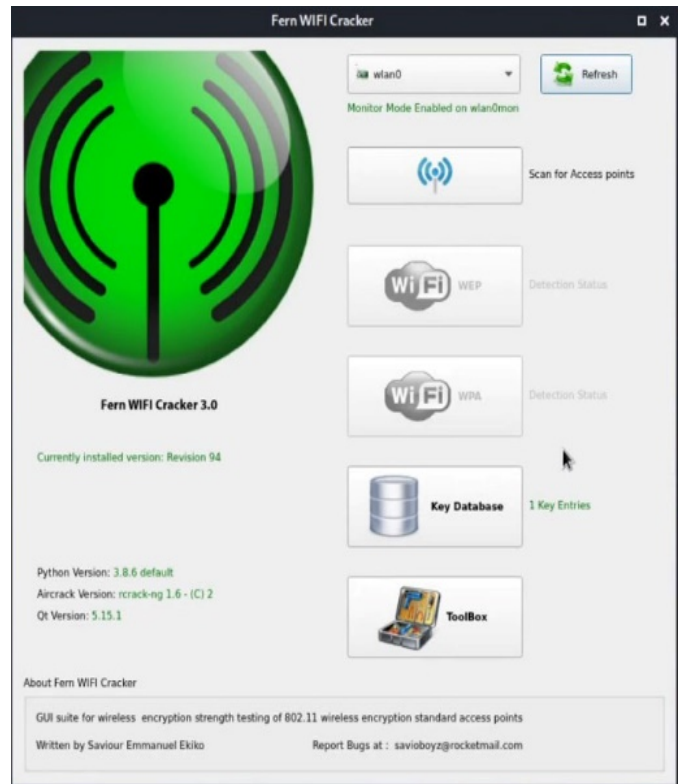 Fern WIFI Cracker
wlan0
Refresh
Monitor Mode Enabled on wlan0mon
Scan for Access points
WiFi WEP
Detection Status
WiFi WPA
Detection Status
Fern WIFI Cracker 3.0
Currently installed version: Revision 94
Key Database
1 Key Entries
Python Version: 3.8.6 default
Aircrack Version: rcrack-ng 1.6 - (C) 2
Qt Version: 5.15.1
ToolBox
About Fern WIFI Cracker
GUI suite for wireless encryption strength testing of 802.11 wireless encryption standard access points
Written by Saviour Emmanuel Ekiko
Report Bugs at : savioboyz@rocketmail.com